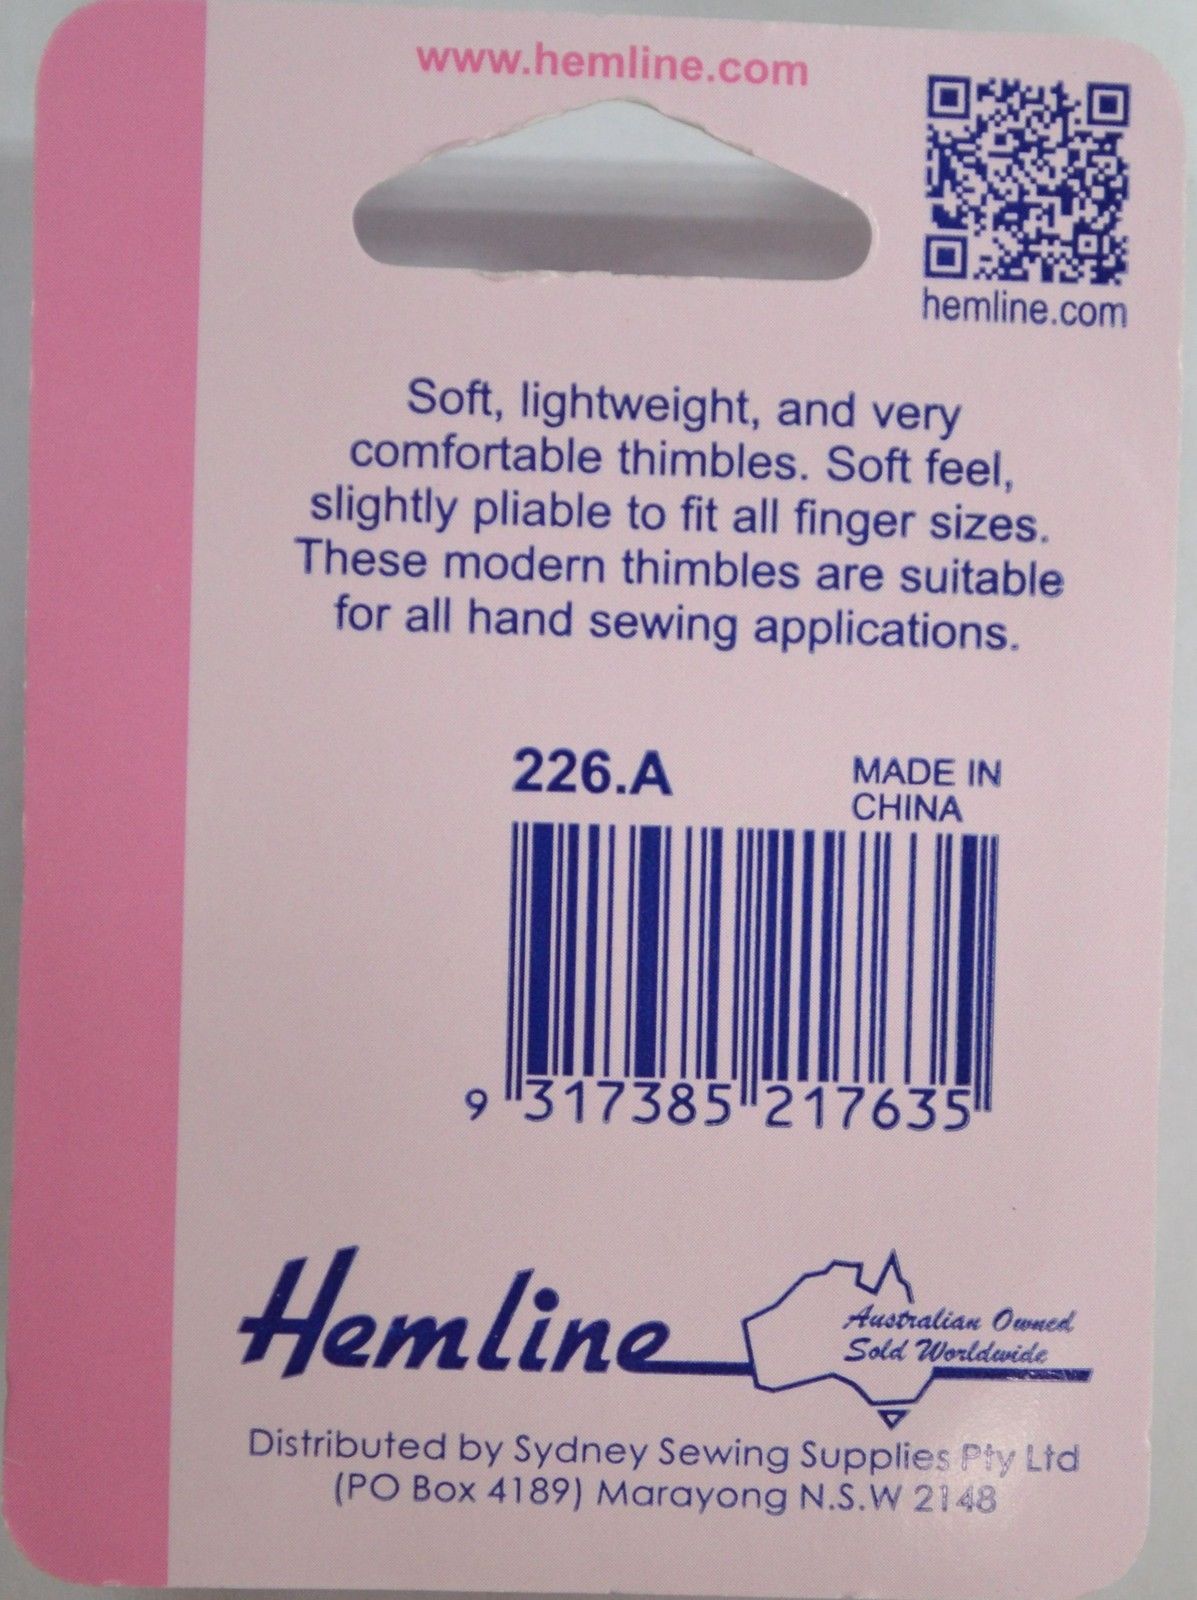 www.hemline.com
hemline.com
Soft, lightweight, and very
comfortable thimbles. Soft feel,
slightly pliable to fit all finger sizes.
These modern thimbles are suitable
for all hand sewing applications.
226.A
MADE IN
CHINA
9 317385 217635
Hemline
Australian Owned
Sold Worldwide
Distributed by Sydney Sewing Supplies Pty Ltd
(PO Box 4189) Marayong N.S.W 2148